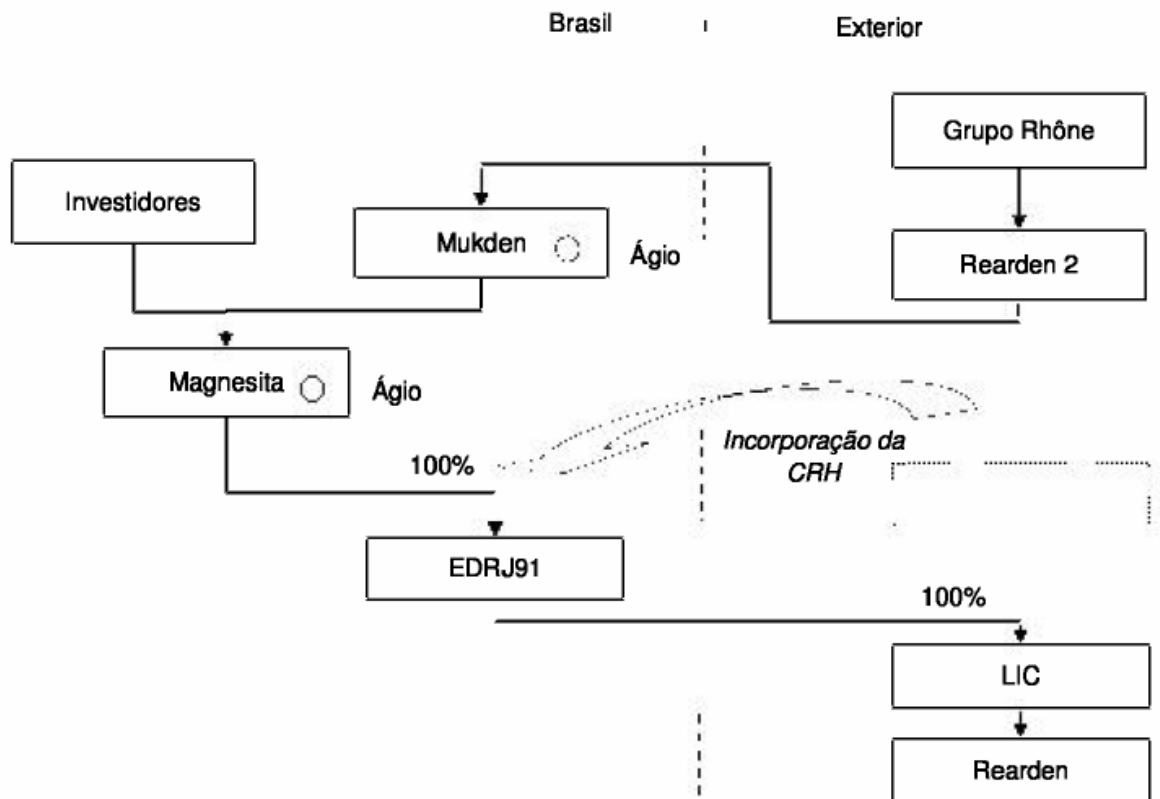 Brasil
Exterior
Grupo Rhône
Investidores
Mukden
Ágio
Rearden 2
Magnesita
Ágio
Incorporação da
CRH
100%
EDRJ91
100%
LIC
Rearden